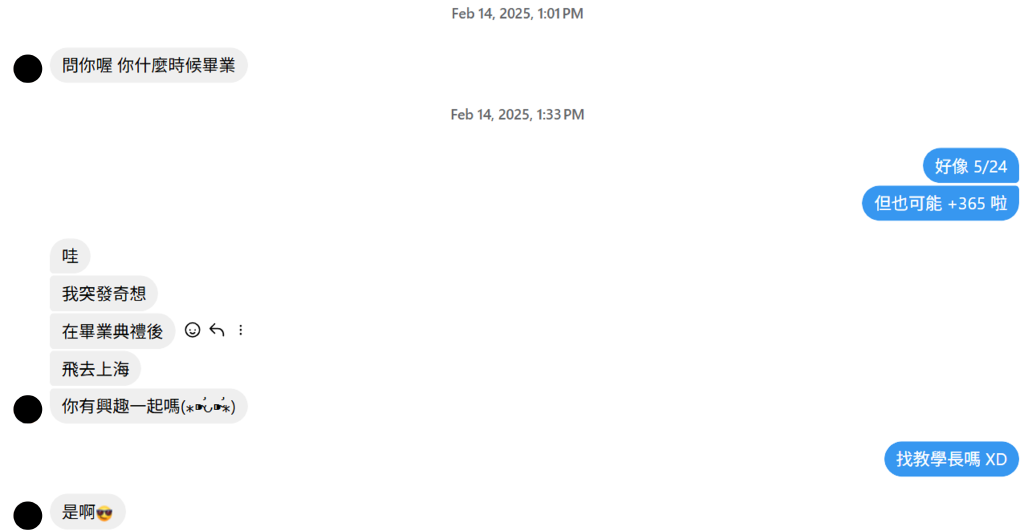 Feb 14, 2025, 1:01 PM
問你喔 你什麼時候畢業
Feb 14, 2025, 1:33 PM
好像 5/24
但也可能 +365 啦
哇
我突發奇想
在畢業典禮後
飛去上海
你有興趣一起嗎(⁎⁍̴̛ᴗ⁍̴̛⁎)
找教學長嗎 XD
是啊😎